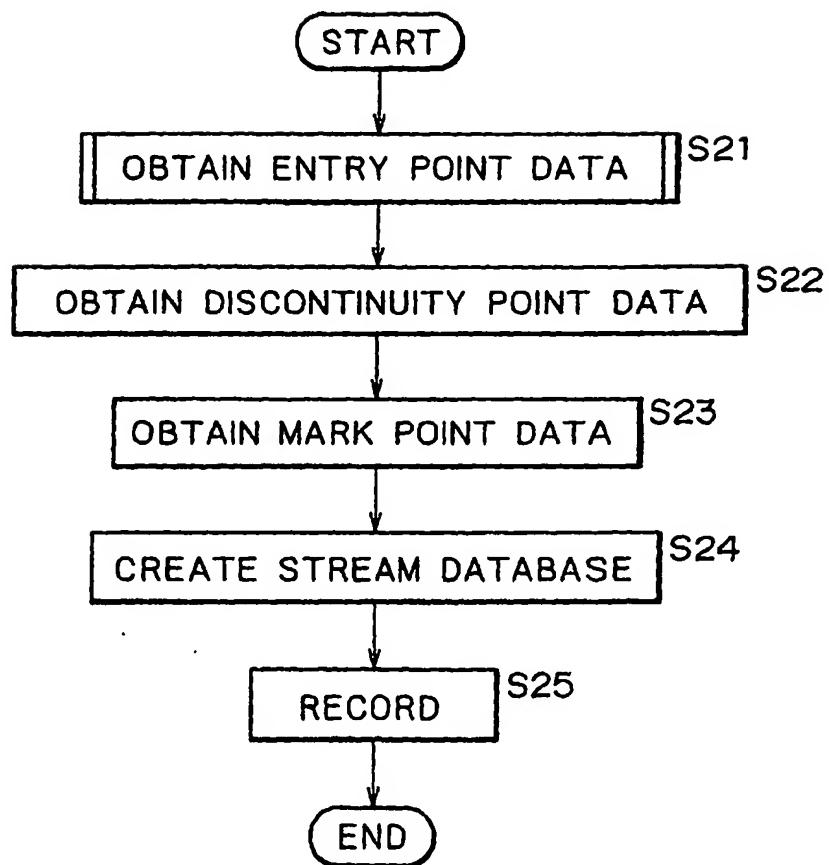 START
OBTAIN ENTRY POINT DATA S21
OBTAIN DISCONTINUITY POINT DATA S22
OBTAIN MARK POINT DATA S23
CREATE STREAM DATABASE S24
RECORD S25
END